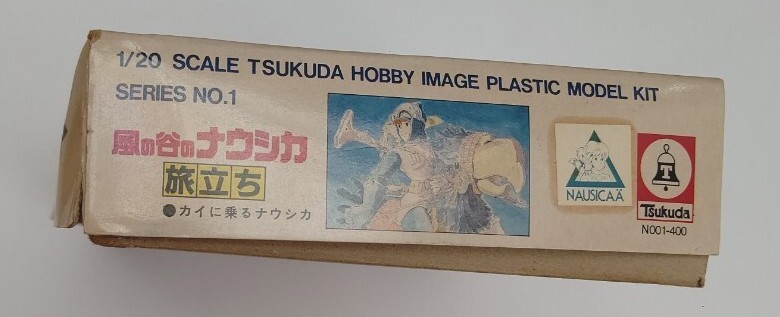 1/20 SCALE TSUKUDA HOBBY IMAGE PLASTIC MODEL KIT
SERIES NO.1
風の谷のナウシカ
旅立ち
●カイに乗るナウシカ
NAUSICAÄ
T
Tsukuda
N001-400